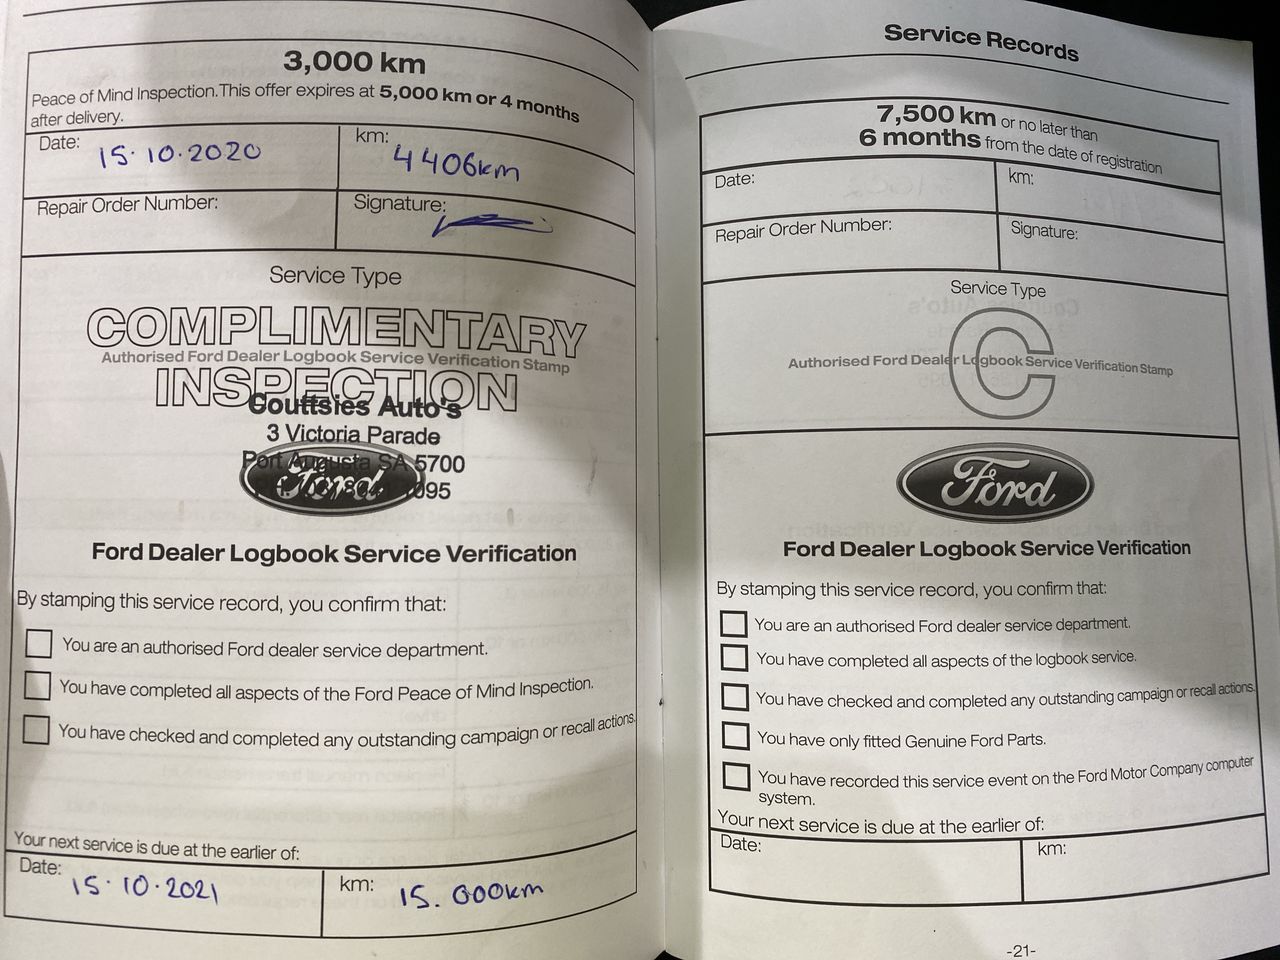 3,000 km
Peace of Mind Inspection. This offer expires at 5,000 km or 4 months
after delivery.
Date: 15.10.2020
km: 4406km
Repair Order Number:
Signature:
Service Type
COMPLIMENTARY
Authorised Ford Dealer Logbook Service Verification Stamp
INSPECTION
Couttsies Auto's
3 Victoria Parade
Port Augusta SA 5700
Ford
Ford Dealer Logbook Service Verification
By stamping this service record, you confirm that:
You are an authorised Ford dealer service department.
You have completed all aspects of the Ford Peace of Mind Inspection.
You have checked and completed any outstanding campaign or recall actions.
Your next service is due at the earlier of:
Date: 15.10.2021
km: 15.000km
Service Records
7,500 km or no later than
6 months from the date of registration
Date:
km:
Repair Order Number:
Signature:
Service Type
C
Authorised Ford Dealer Logbook Service Verification Stamp
Ford
Ford Dealer Logbook Service Verification
By stamping this service record, you confirm that:
You are an authorised Ford dealer service department.
You have completed all aspects of the logbook service.
You have checked and completed any outstanding campaign or recall actions.
You have only fitted Genuine Ford Parts.
You have recorded this service event on the Ford Motor Company computer
system.
Your next service is due at the earlier of:
Date:
km:
-21-